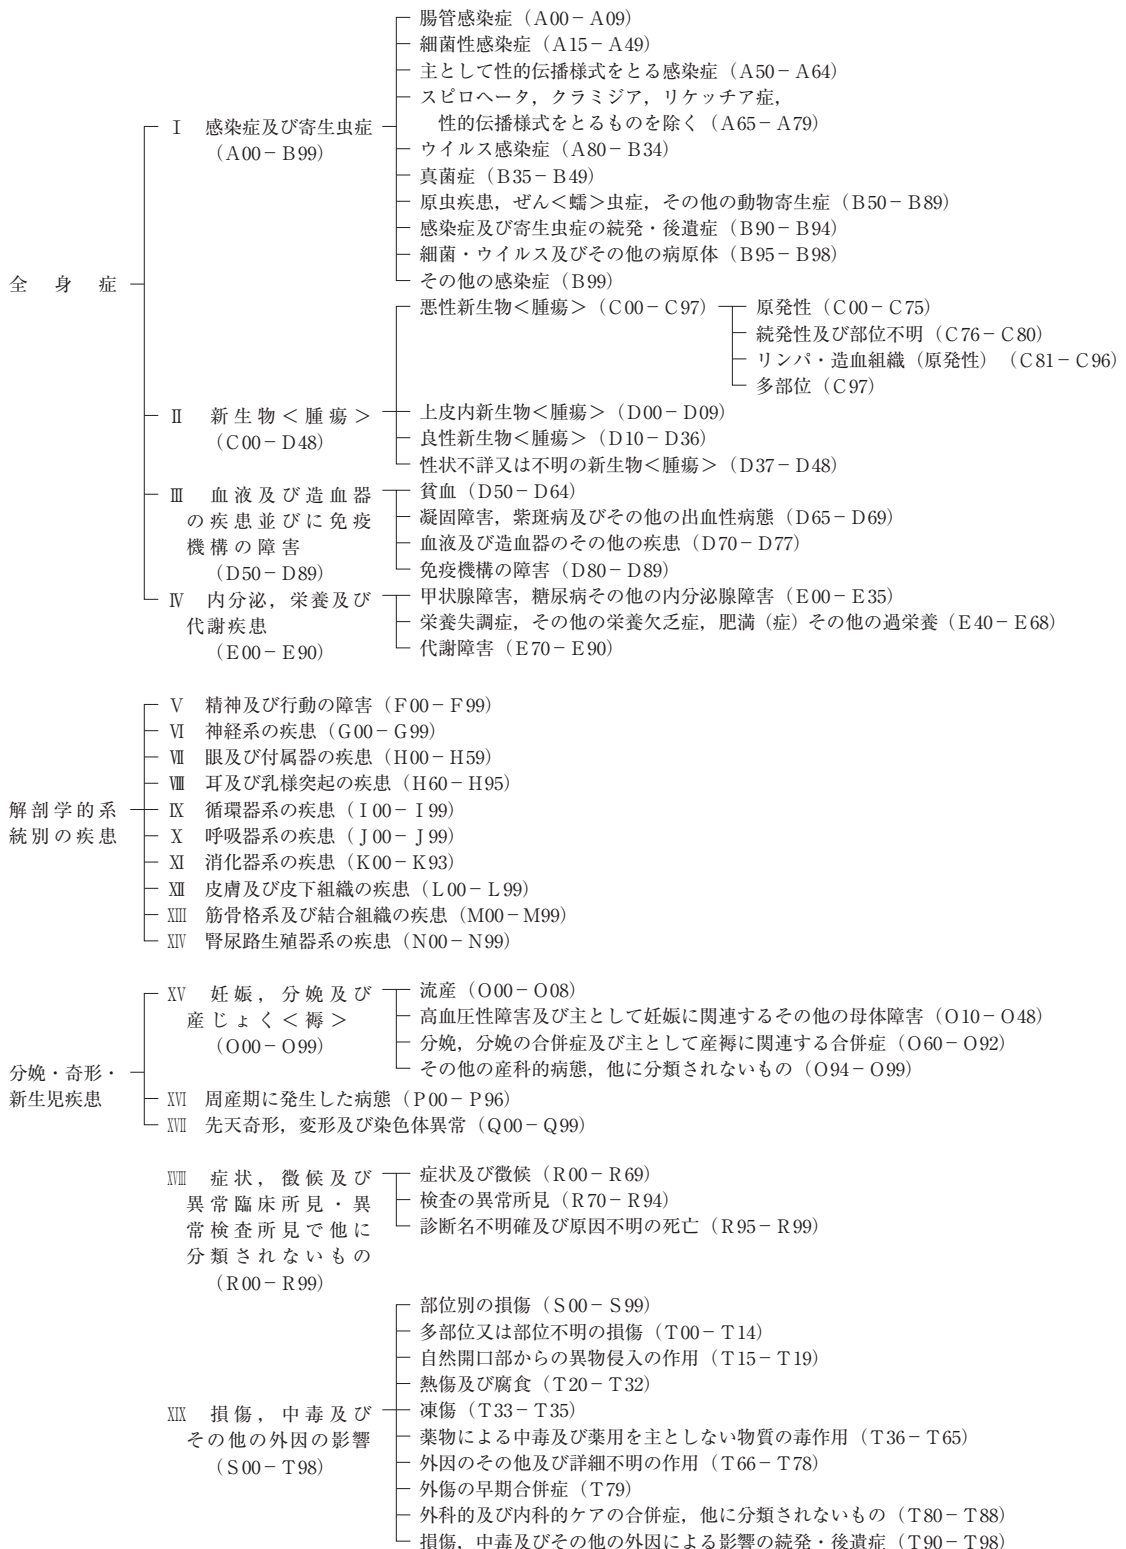 腸管感染症(A00−A09)
細菌性感染症(A15−A49)
主として性的伝播様式をとる感染症(A50−A64)
スピロヘータ,クラミジア,リケッチア症,
性的伝播様式をとるものを除く(A65−A79)
Ⅰ 感染症及び寄生虫症
(A00−B99)
ウイルス感染症(A80−B34)
真菌症(B35−B49)
原虫疾患,ぜん<蠕>虫症,その他の動物寄生症(B50−B89)
感染症及び寄生虫症の続発・後遺症(B90−B94)
細菌・ウイルス及びその他の病原体(B95−B98)
その他の感染症(B99)
全身症
悪性新生物<腫瘍>(C00−C97)
原発性(C00−C75)
続発性及び部位不明(C76−C80)
リンパ・造血組織(原発性)(C81−C96)
多部位(C97)
Ⅱ 新生物<腫瘍>
(C00−D48)
上皮内新生物<腫瘍>(D00−D09)
良性新生物<腫瘍>(D10−D36)
性状不詳又は不明の新生物<腫瘍>(D37−D48)
Ⅲ 血液及び造血器
の疾患並びに免疫
機構の障害
(D50−D89)
貧血(D50−D64)
凝固障害,紫斑病及びその他の出血性病態(D65−D69)
血液及び造血器のその他の疾患(D70−D77)
免疫機構の障害(D80−D89)
Ⅳ 内分泌,栄養及び
代謝疾患
(E00−E90)
甲状腺障害,糖尿病その他の内分泌腺障害(E00−E35)
栄養失調症,その他の栄養欠乏症,肥満(症)その他の過栄養(E40−E68)
代謝障害(E70−E90)
解剖学的系
統別の疾患
Ⅴ 精神及び行動の障害(F00−F99)
Ⅵ 神経系の疾患(G00−G99)
Ⅶ 眼及び付属器の疾患(H00−H59)
Ⅷ 耳及び乳様突起の疾患(H60−H95)
Ⅸ 循環器系の疾患(I00−I99)
Ⅹ 呼吸器系の疾患(J00−J99)
Ⅺ 消化器系の疾患(K00−K93)
Ⅻ 皮膚及び皮下組織の疾患(L00−L99)
XIII 筋骨格系及び結合組織の疾患(M00−M99)
XIV 腎尿路生殖器系の疾患(N00−N99)
分娩・奇形・
新生児疾患
XV 妊娠,分娩及び
産じょく<褥>
(O00−O99)
流産(O00−O08)
高血圧性障害及び主として妊娠に関連するその他の母体障害(O10−O48)
分娩,分娩の合併症及び主として産褥に関連する合併症(O60−O92)
その他の産科的病態,他に分類されないもの(O94−O99)
XVI 周産期に発生した病態(P00−P96)
XVII 先天奇形,変形及び染色体異常(Q00−Q99)
XVIII 症状,徴候及び
異常臨床所見・異
常検査所見で他に
分類されないもの
(R00−R99)
症状及び徴候(R00−R69)
検査の異常所見(R70−R94)
診断名不明確及び原因不明の死亡(R95−R99)
XIX 損傷,中毒及び
その他の外因の影響
(S00−T98)
部位別の損傷(S00−S99)
多部位又は部位不明の損傷(T00−T14)
自然開口部からの異物侵入の作用(T15−T19)
熱傷及び腐食(T20−T32)
凍傷(T33−T35)
薬物による中毒及び薬用を主としない物質の毒作用(T36−T65)
外因のその他及び詳細不明の作用(T66−T78)
外傷の早期合併症(T79)
外科的及び内科的ケアの合併症,他に分類されないもの(T80−T88)
損傷,中毒及びその他の外因による影響の続発・後遺症(T90−T98)